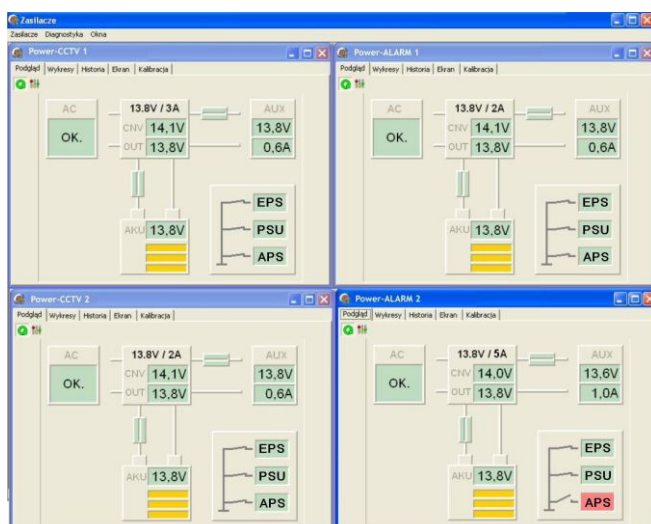 Zasilacze
Zasilacze Diagnostyka Okna
Power-CCTV 1
Podgląd Wykresy Historia Ekran Kalibracja
AC
OK.
13.8V / 3A
CNV 14,1V
OUT 13,8V
AUX
13,8V
0,6A
AKU 13,8V
EPS
PSU
APS
Power-ALARM 1
Podgląd Wykresy Historia Ekran Kalibracja
AC
OK.
13.8V / 2A
CNV 14,1V
OUT 13,8V
AUX
13,8V
0,6A
AKU 13,8V
EPS
PSU
APS
Power-CCTV 2
Podgląd Wykresy Historia Ekran Kalibracja
AC
OK.
13.8V / 2A
CNV 14,1V
OUT 13,8V
AUX
13,8V
0,6A
AKU 13,8V
EPS
PSU
APS
Power-ALARM 2
Podgląd Wykresy Historia Ekran Kalibracja
AC
OK.
13.8V / 5A
CNV 14,0V
OUT 13,8V
AUX
13,6V
1,0A
AKU 13,8V
EPS
PSU
APS